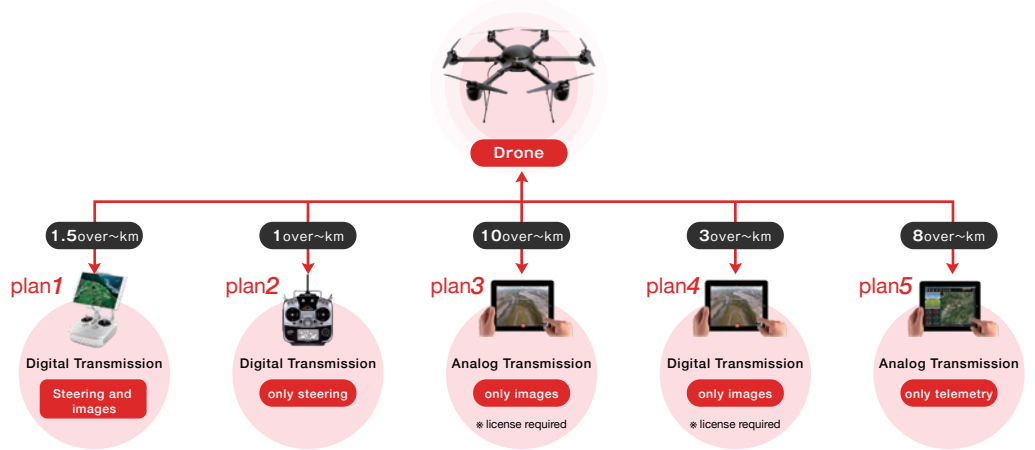 Drone
1.5over~km
1over~km
10over~km
3over~km
8over~km
plan1
plan2
plan3
plan4
plan5
Digital Transmission
Steering and
images
Digital Transmission
only steering
Analog Transmission
only images
※ license required
Digital Transmission
only images
※ license required
Analog Transmission
only telemetry